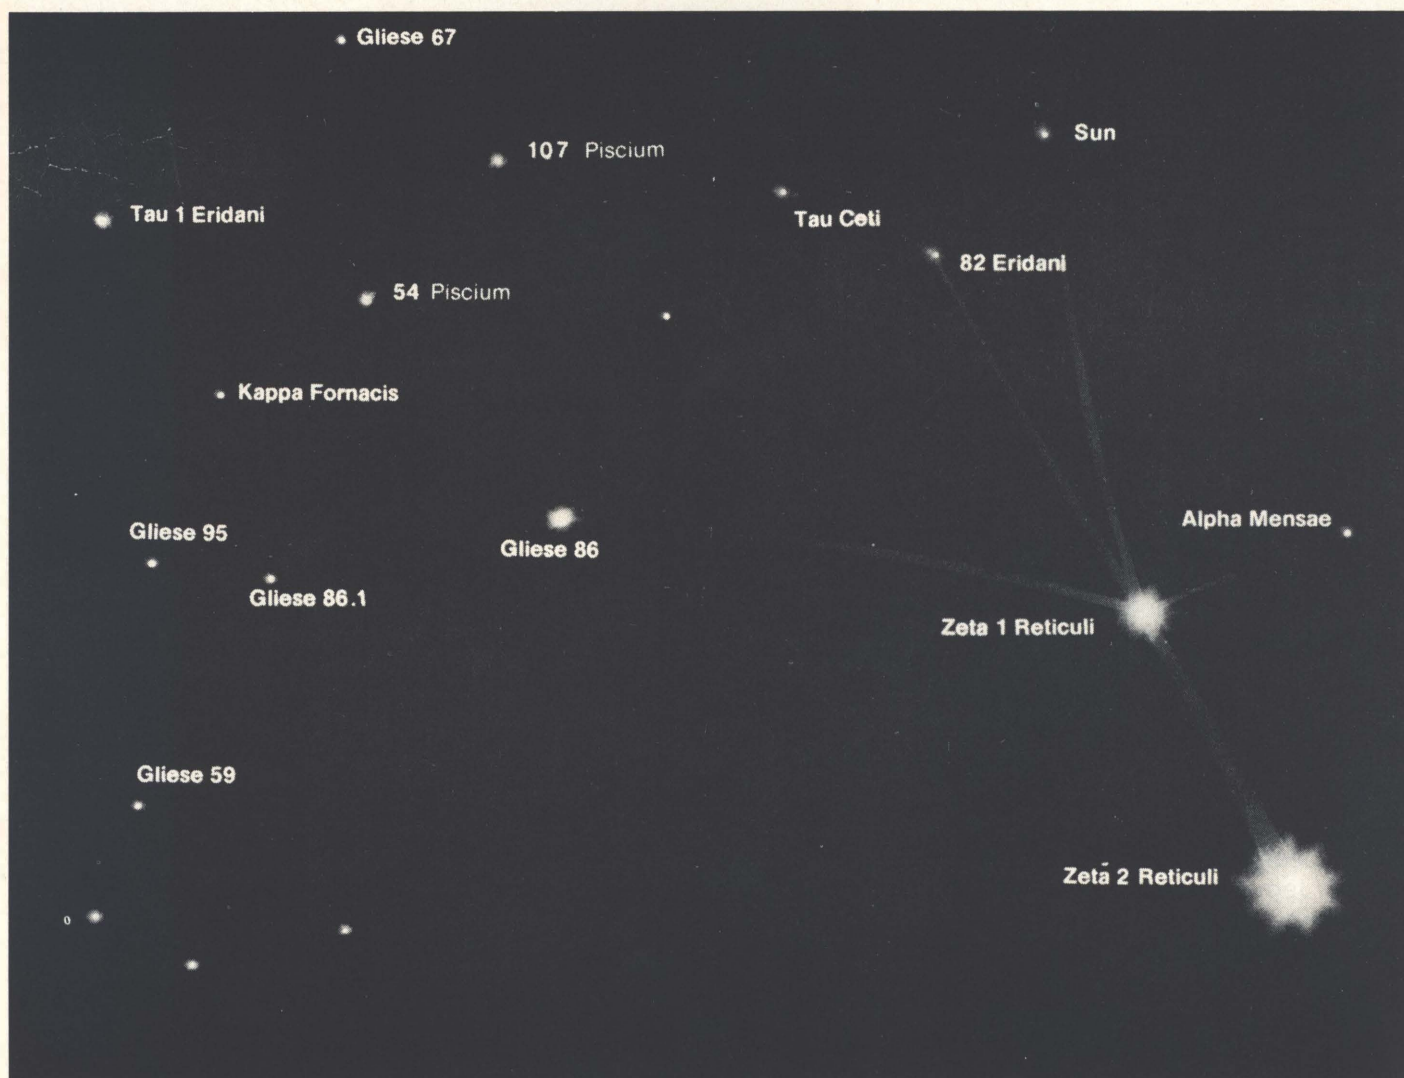 Gliese 67
Sun
107 Piscium
Tau 1 Eridani
Tau Ceti
82 Eridani
54 Piscium
Kappa Fornacis
Alpha Mensae
Gliese 95
Gliese 86
Gliese 86.1
Zeta 1 Reticuli
Gliese 59
Zeta 2 Reticuli
0